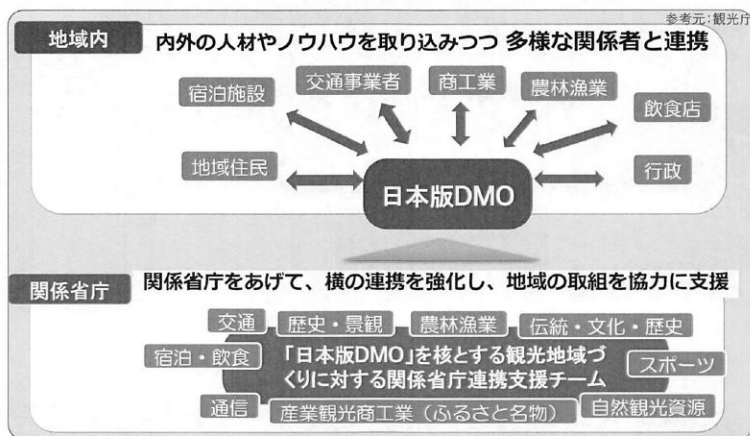 参考元:観光庁
地域内
内外の人材やノウハウを取り込みつつ 多様な関係者と連携
宿泊施設
交通事業者
商工業
農林漁業
飲食店
地域住民
日本版DMO
行政
関係省庁
関係省庁をあげて、横の連携を強化し、地域の取組を協力に支援
交通
歴史・景観
農林漁業
伝統・文化・歴史
宿泊・飲食
「日本版DMO」を核とする観光地域づ
くりに対する関係省庁連携支援チーム
スポーツ
通信
産業観光商工業（ふるさと名物）
自然観光資源